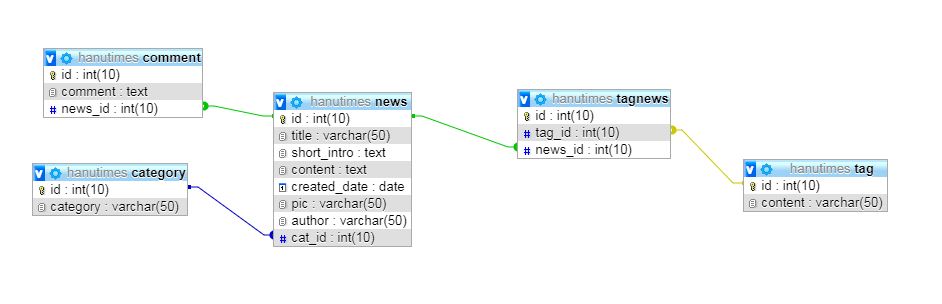 hanutimes comment
id : int(10)
comment : text
news_id : int(10)
hanutimes category
id : int(10)
category : varchar(50)
hanutimes news
id : int(10)
title : varchar(50)
short_intro : text
content : text
created_date : date
pic : varchar(50)
author : varchar(50)
cat_id : int(10)
hanutimes tagnews
id : int(10)
tag_id : int(10)
news_id : int(10)
hanutimes tag
id : int(10)
content : varchar(50)